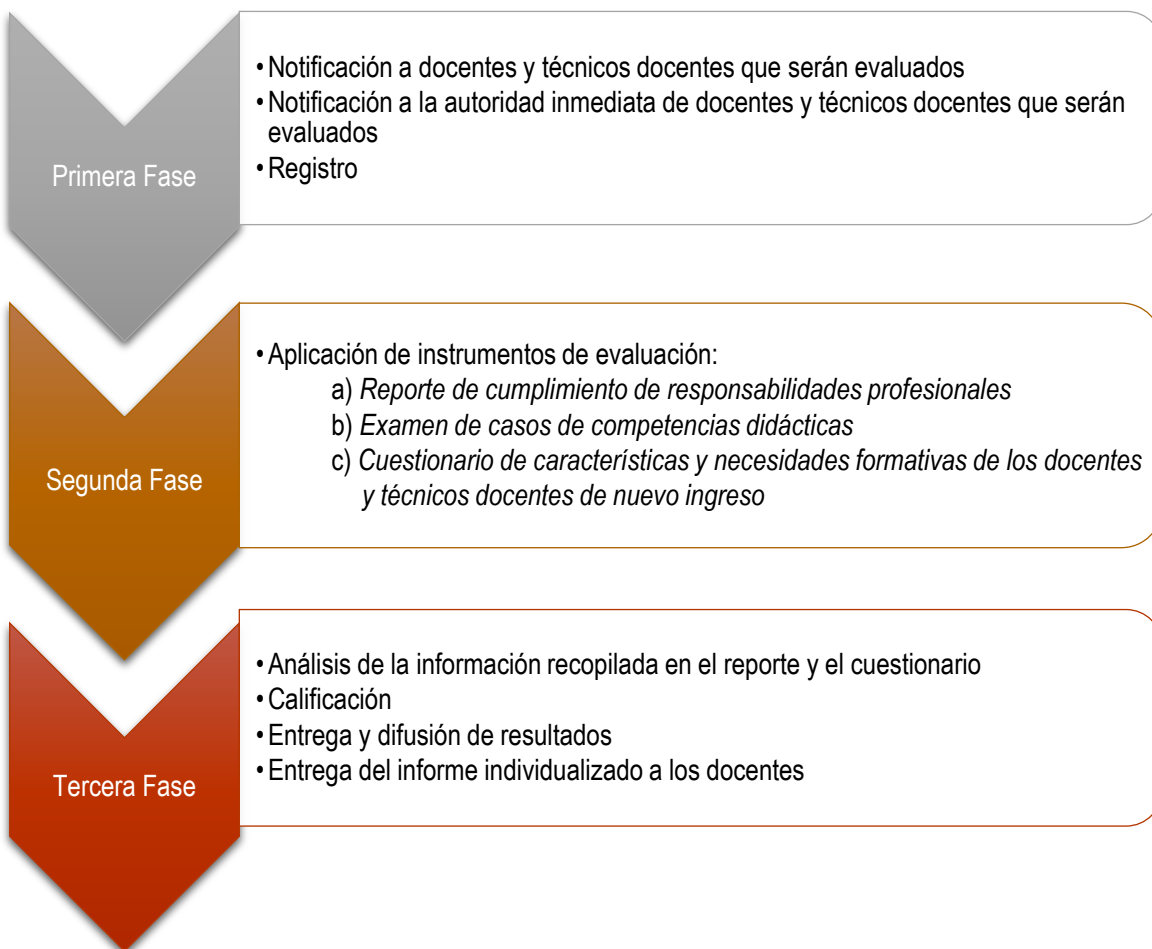 Primera Fase
• Notificación a docentes y técnicos docentes que serán evaluados
• Notificación a la autoridad inmediata de docentes y técnicos docentes que serán
evaluados
• Registro
Segunda Fase
• Aplicación de instrumentos de evaluación:
a) Reporte de cumplimiento de responsabilidades profesionales
b) Examen de casos de competencias didácticas
c) Cuestionario de características y necesidades formativas de los docentes
y técnicos docentes de nuevo ingreso
Tercera Fase
• Análisis de la información recopilada en el reporte y el cuestionario
• Calificación
• Entrega y difusión de resultados
• Entrega del informe individualizado a los docentes